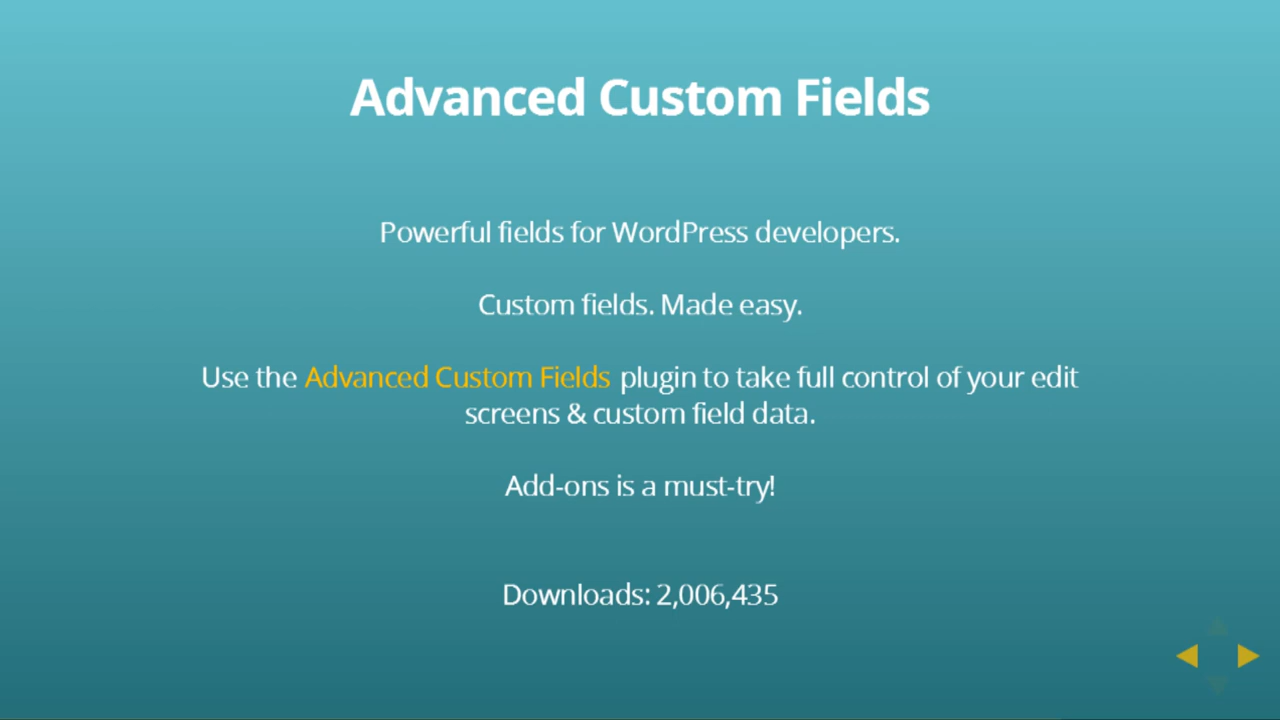 Advanced Custom Fields
Powerful fields for WordPress developers.
Custom fields. Made easy.
Use the Advanced Custom Fields plugin to take full control of your edit
screens & custom field data.
Add-ons is a must-try!
Downloads: 2,006,435